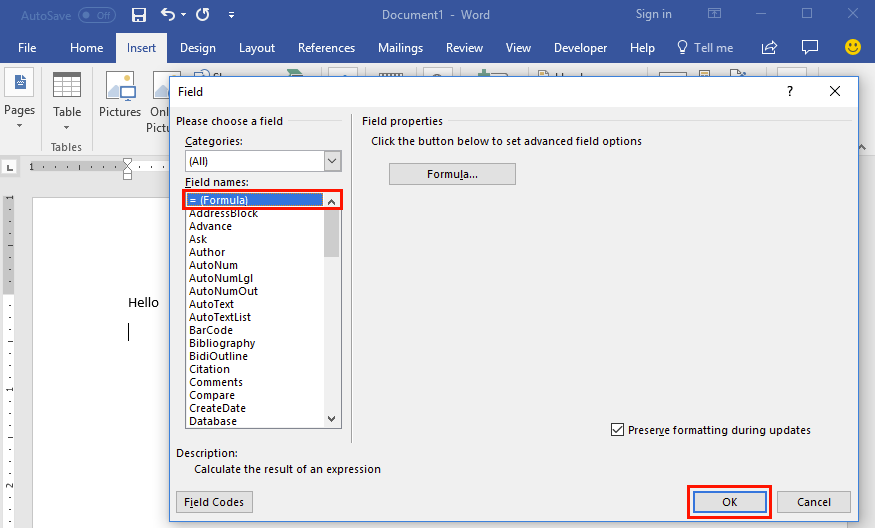 AutoSave Off Document1 - Word Sign in
File Home Insert Design Layout References Mailings Review View Developer Help Tell me
Pages Table Pictures
Tables
Field ? ×
Please choose a field
Categories:
(All)
Field names:
= (Formula)
AddressBlock
Advance
Ask
Author
AutoNum
AutoNumLgl
AutoNumOut
AutoText
AutoTextList
BarCode
Bibliography
BidiOutline
Citation
Comments
Compare
CreateDate
Database
Field properties
Click the button below to set advanced field options
Formula...
Preserve formatting during updates
Description:
Calculate the result of an expression
Field Codes OK Cancel
L
1
1
1
2
Hello